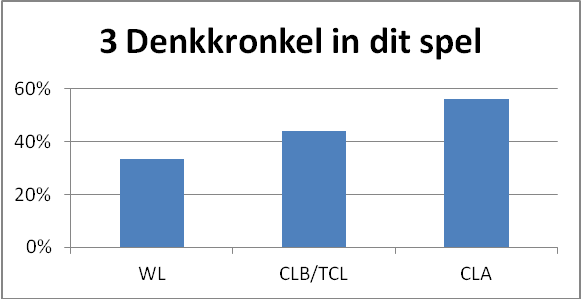 3 Denkkronkel in dit spel
60%
40%
20%
0%
WL CLB/TCL CLA